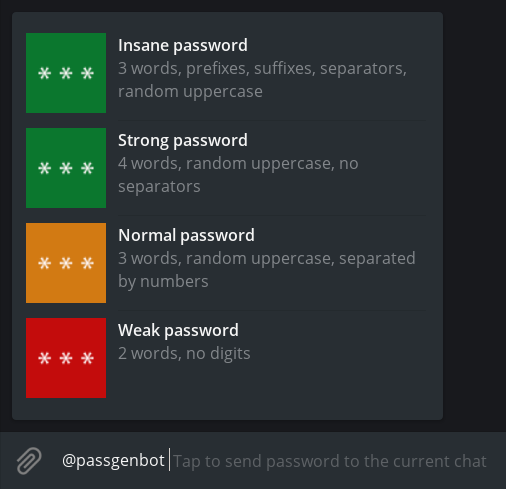 Insane password
3 words, prefixes, suffixes, separators,
random uppercase
Strong password
4 words, random uppercase, no
separators
Normal password
3 words, random uppercase, separated
by numbers
Weak password
2 words, no digits
@passgenbot Tap to send password to the current chat